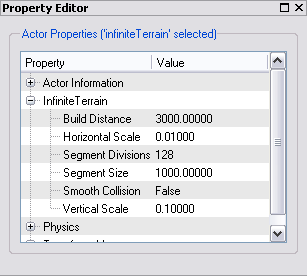 Property Editor
Actor Properties ('infiniteTerrain' selected)
Property Value
Actor Information
InfiniteTerrain
Build Distance 3000.00000
Horizontal Scale 0.01000
Segment Divisions 128
Segment Size 1000.00000
Smooth Collision False
Vertical Scale 0.10000
Physics